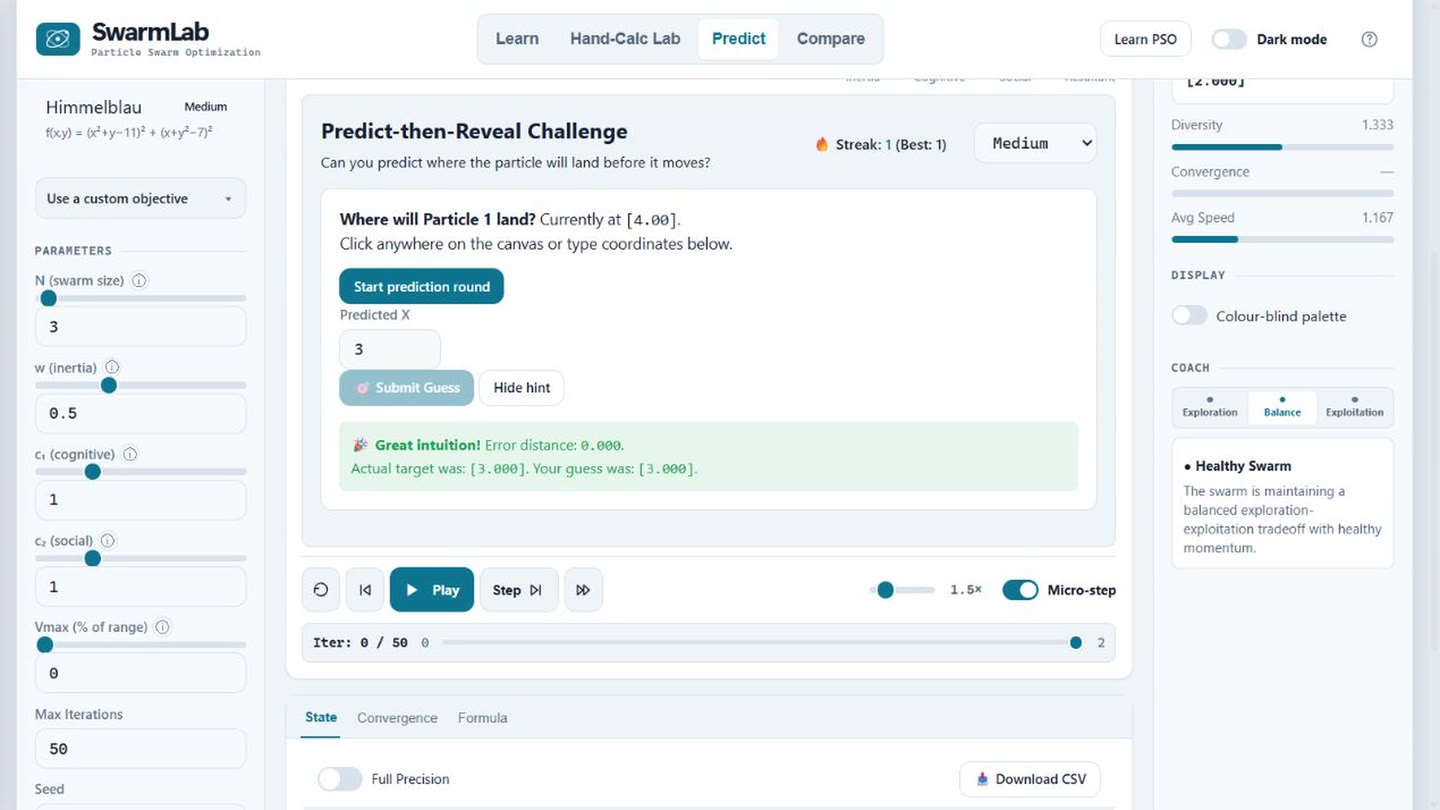 SwarmLab
Particle Swarm Optimization
Learn Hand-Calc Lab Predict Compare
Learn PSO Dark mode
Himmelblau Medium
f(x,y) = (x²+y−11)² + (x+y²−7)²
Use a custom objective
PARAMETERS
N (swarm size)
3
w (inertia)
0.5
c₁ (cognitive)
1
c₂ (social)
1
Vmax (% of range)
0
Max Iterations
50
Seed
Inertia Cognitive Social Resultant
Predict-then-Reveal Challenge
Can you predict where the particle will land before it moves?
Streak: 1 (Best: 1) Medium
Where will Particle 1 land? Currently at [4.00].
Click anywhere on the canvas or type coordinates below.
Start prediction round
Predicted X
3
Submit Guess Hide hint
Great intuition! Error distance: 0.000.
Actual target was: [3.000]. Your guess was: [3.000].
Play Step 1.5× Micro-step
Iter: 0 / 50 0 2
State Convergence Formula
Full Precision Download CSV
[2.000]
Diversity 1.333
Convergence —
Avg Speed 1.167
DISPLAY
Colour-blind palette
COACH
Exploration Balance Exploitation
● Healthy Swarm
The swarm is maintaining a
balanced exploration-
exploitation tradeoff with healthy
momentum.